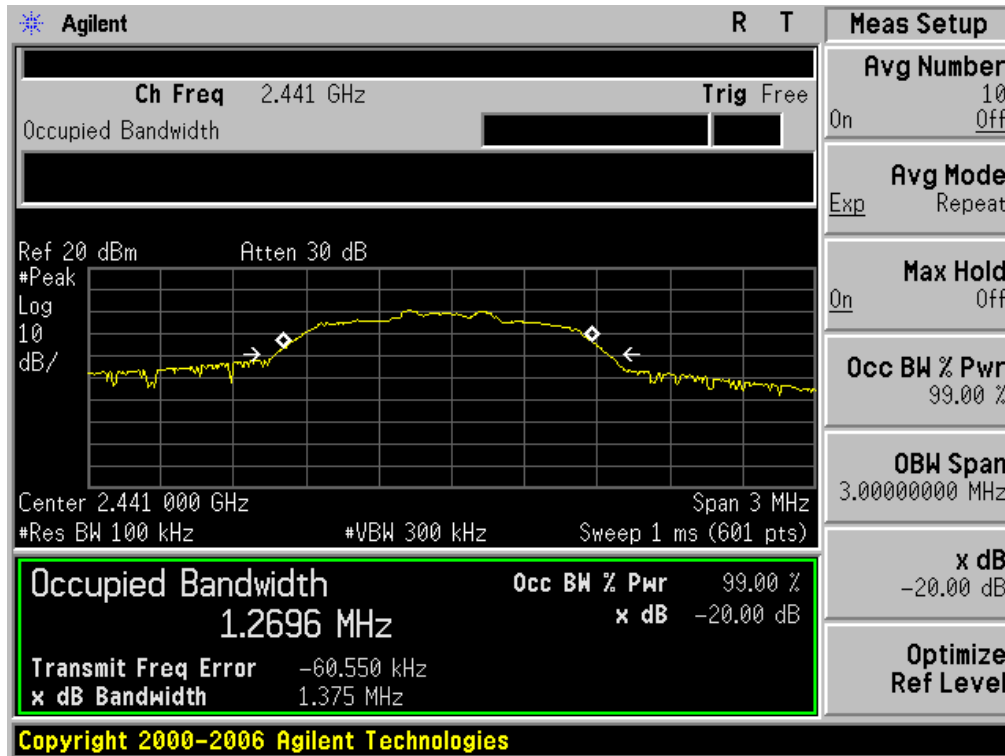 Agilent R T
Meas Setup
Ch Freq 2.441 GHz Trig Free
Occupied Bandwidth
Ref 20 dBm Atten 30 dB
#Peak
Log
10
dB/
Center 2.441 000 GHz Span 3 MHz
#Res BW 100 kHz #VBW 300 kHz Sweep 1 ms (601 pts)
Occupied Bandwidth
1.2696 MHz
Occ BW % Pwr 99.00 %
x dB -20.00 dB
Transmit Freq Error -60.550 kHz
x dB Bandwidth 1.375 MHz
Avg Number
10
On Off
Avg Mode
Exp Repeat
Max Hold
On Off
Occ BW % Pwr
99.00 %
OBW Span
3.00000000 MHz
x dB
-20.00 dB
Optimize
Ref Level
Copyright 2000-2006 Agilent Technologies